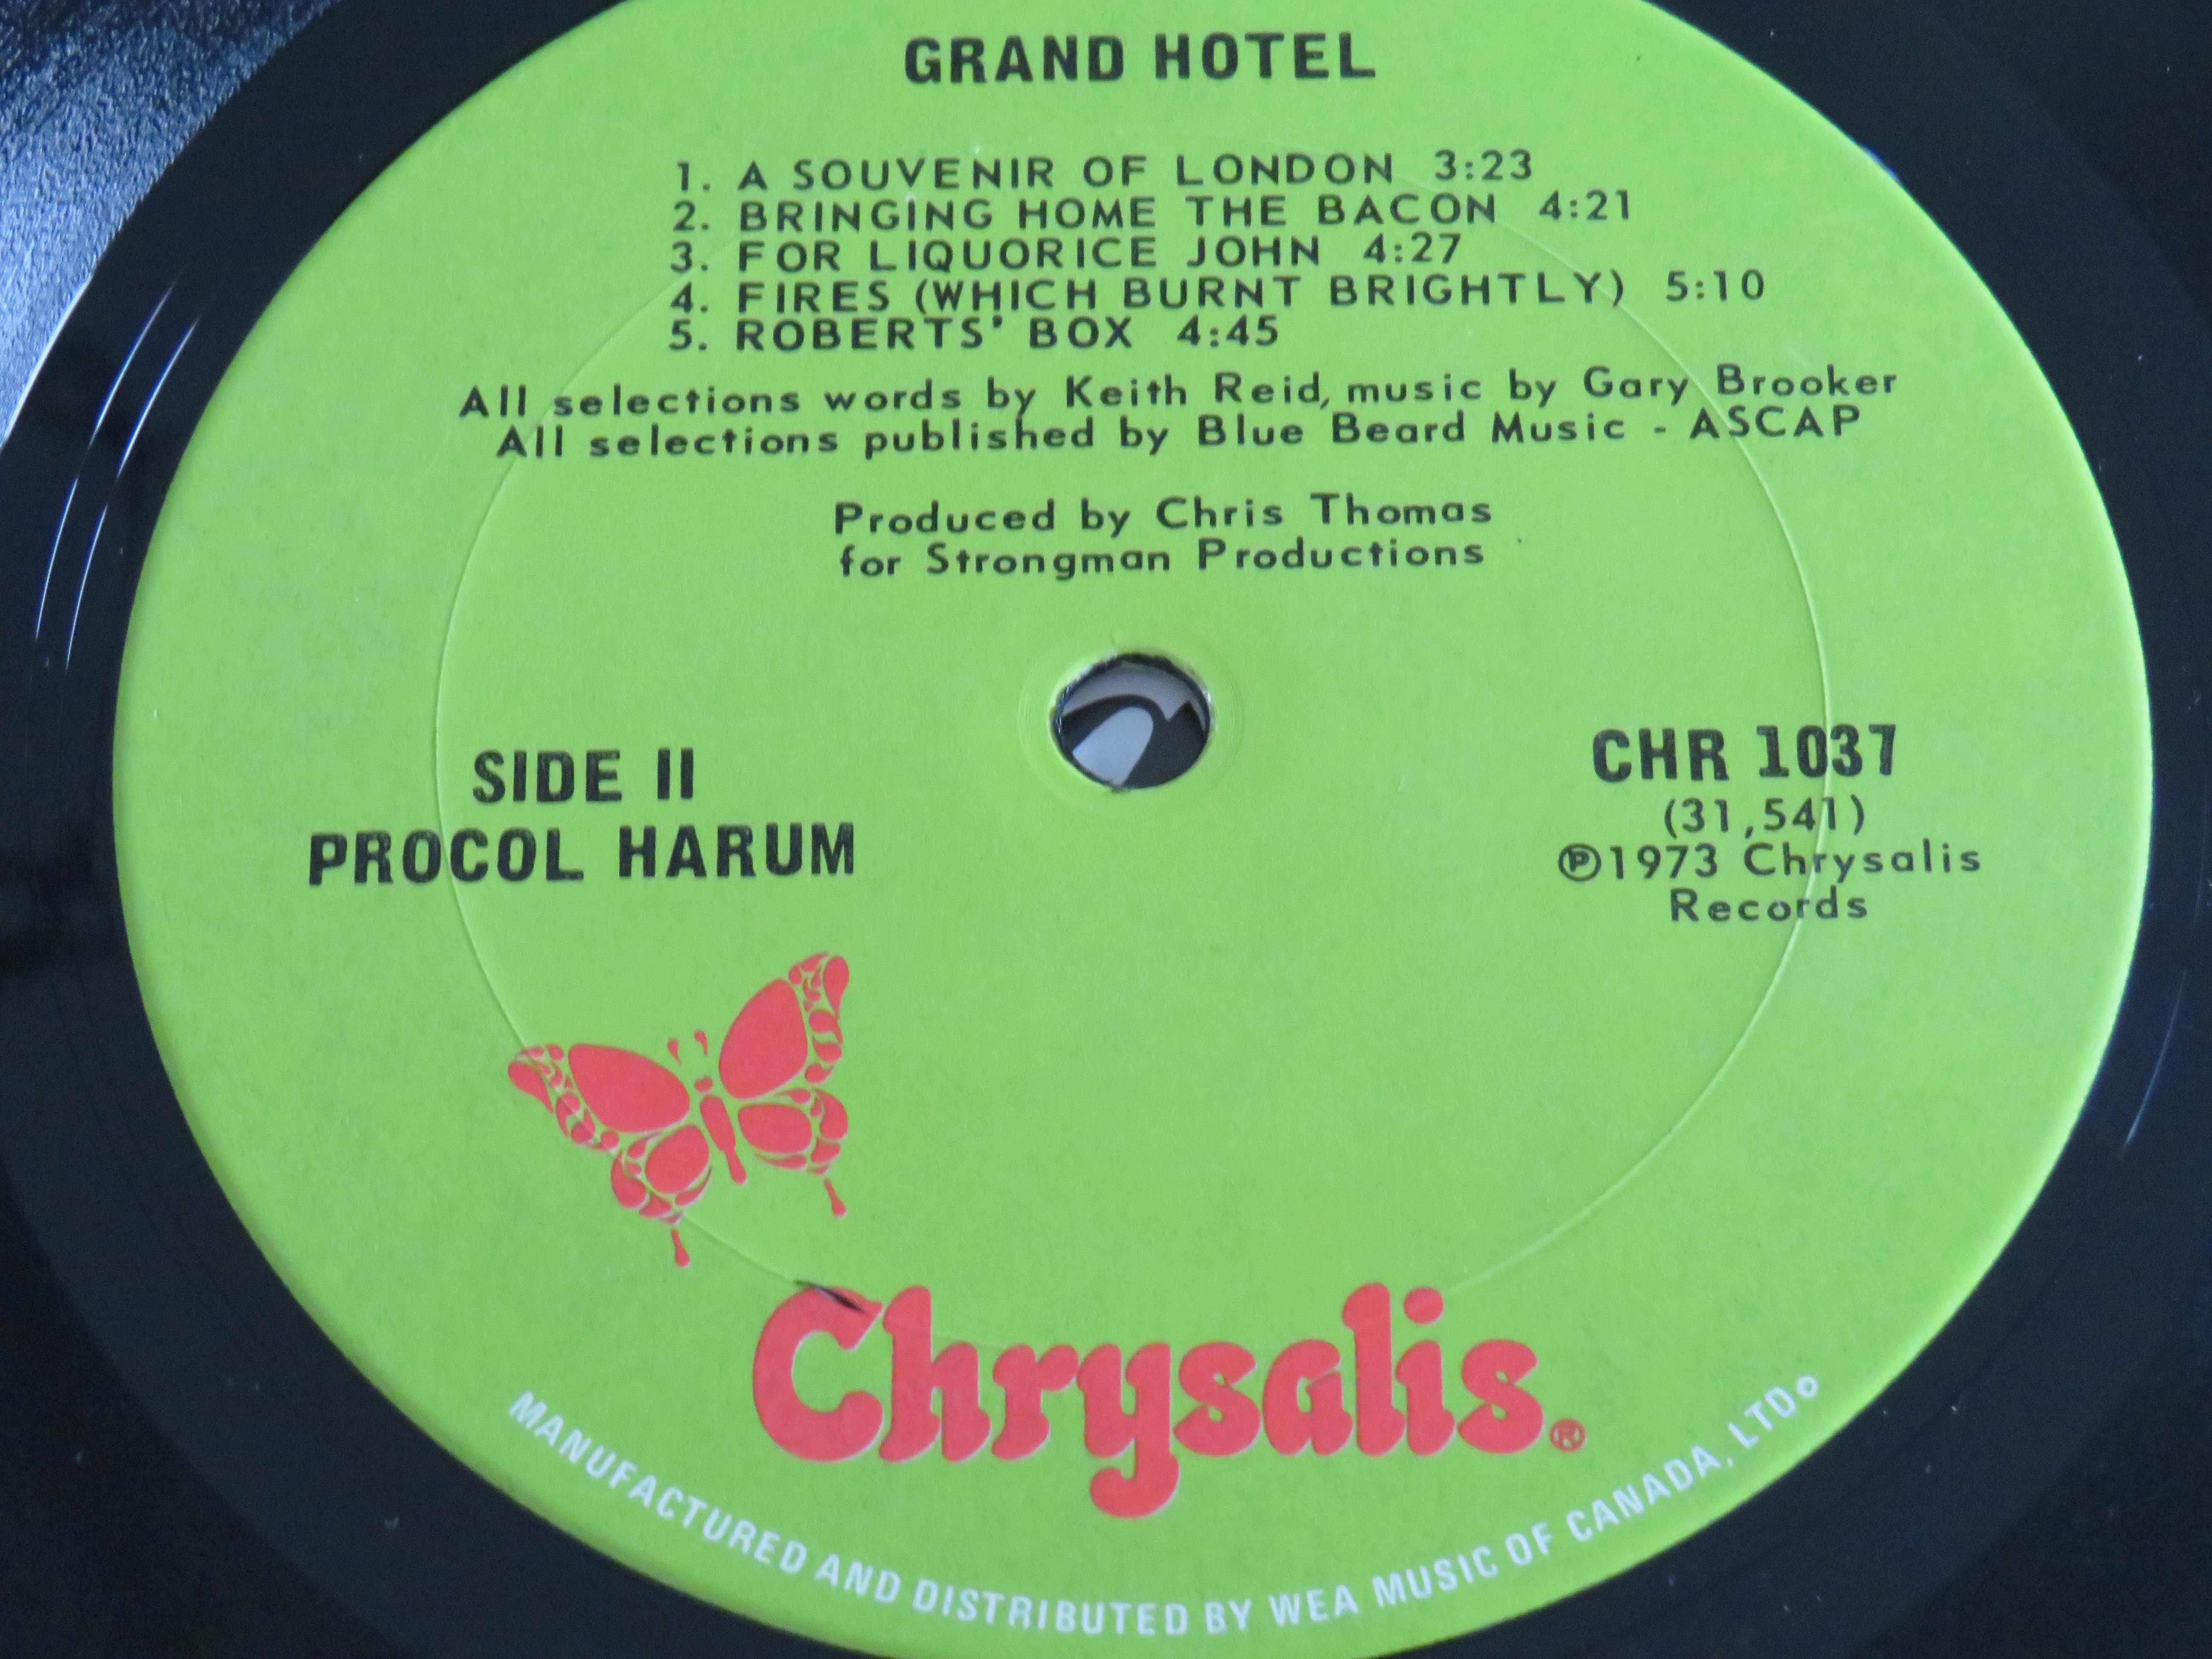 GRAND HOTEL
1. A SOUVENIR OF LONDON 3:23
2. BRINGING HOME THE BACON 4:21
3. FOR LIQUORICE JOHN 4:27
4. FIRES (WHICH BURNT BRIGHTLY) 5:10
5. ROBERTS' BOX 4:45
All selections words by Keith Reid, music by Gary Brooker
All selections published by Blue Beard Music - ASCAP
Produced by Chris Thomas
for Strongman Productions
SIDE II
PROCOL HARUM
CHR 1037
(31,541)
℗1973 Chrysalis
Records
Chrysalis®
MANUFACTURED AND DISTRIBUTED BY WEA MUSIC OF CANADA, LTD.